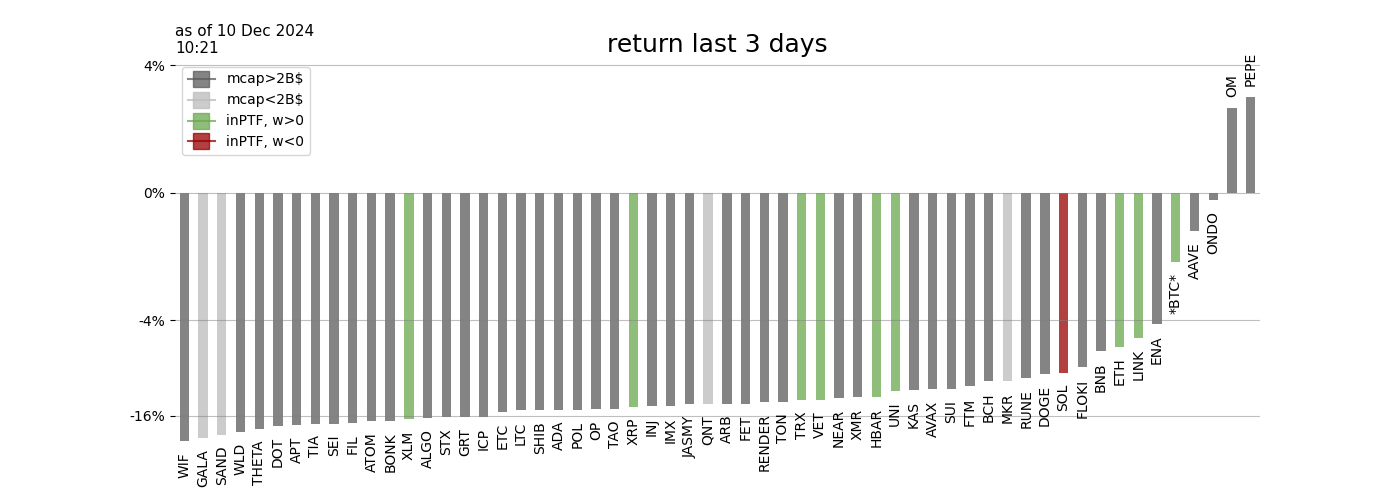 as of 10 Dec 2024
10:21
return last 3 days
4%
0%
-4%
-16%
mcap>2B$
mcap<2B$
inPTF, w>0
inPTF, w<0
WIF
GALA
SAND
WLD
THETA
DOT
APT
TIA
SEI
FIL
ATOM
BONK
XLM
ALGO
STX
GRT
ICP
ETC
LTC
SHIB
ADA
POL
OP
TAO
XRP
INJ
IMX
JASMY
QNT
ARB
FET
RENDER
TON
TRX
VET
NEAR
XMR
HBAR
UNI
KAS
AVAX
SUI
FTM
BCH
MKR
RUNE
DOGE
SOL
FLOKI
BNB
ETH
LINK
ENA
*BTC*
AAVE
ONDO
OM
PEPE